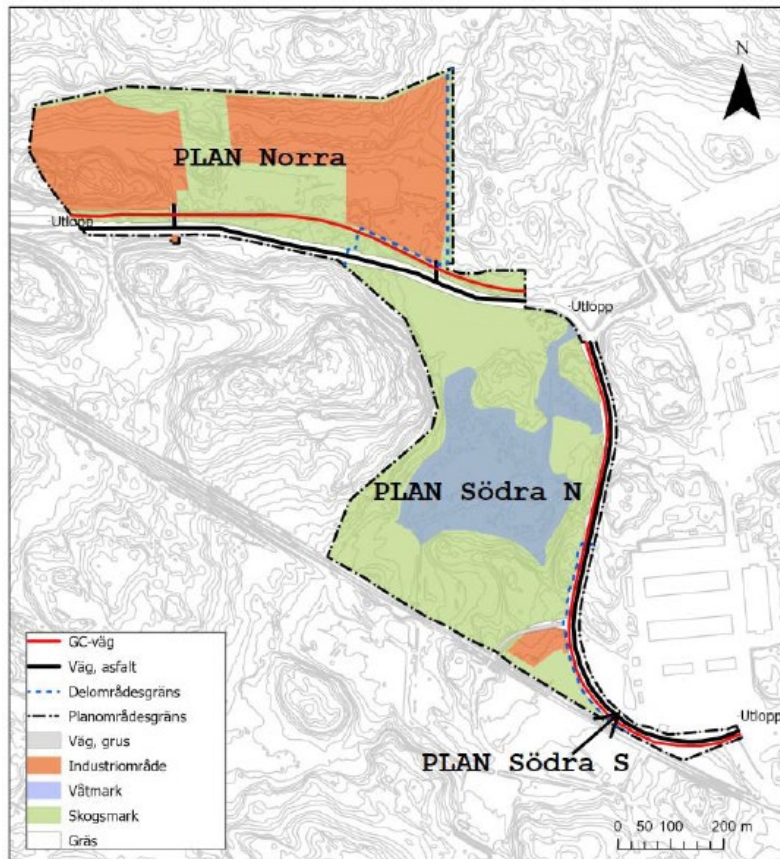 N
PLAN Norra
Utlopp
Utlopp
PLAN Södra N
GC-väg
Väg, asfalt
Delområdesgräns
Planområdesgräns
Väg, grus
Industriområde
Våtmark
Skogsmark
Gräs
Utlopp
PLAN Södra S
0 50 100 200 m